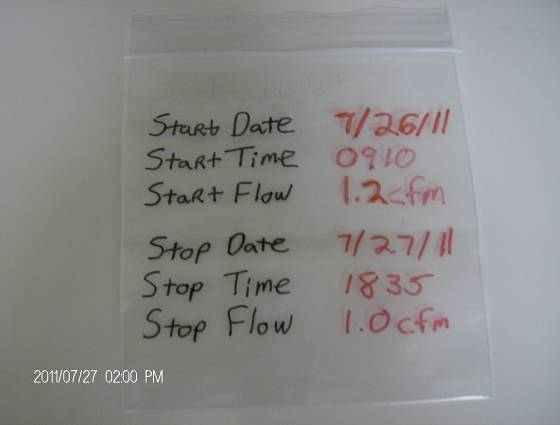 Start Date 7/26/11
Start Time 0910
Start Flow 1.2cfm
Stop Date 7/27/11
Stop Time 1835
Stop Flow 1.0cfm
2011/07/27 02:00 PM